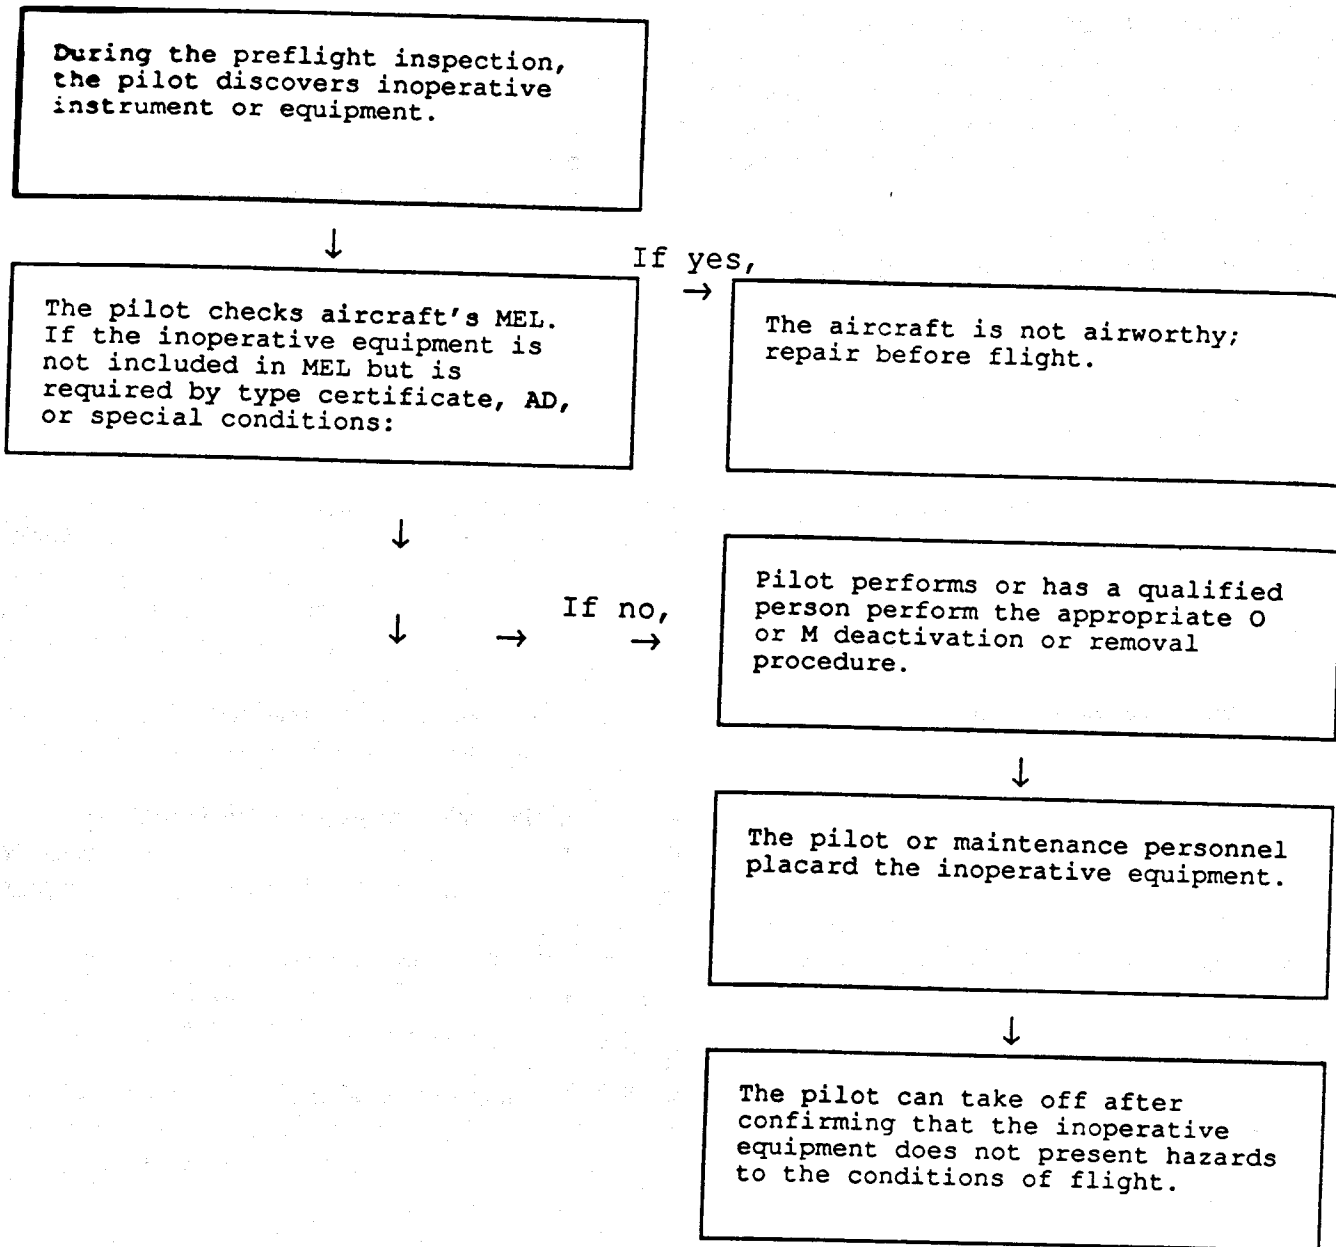 During the preflight inspection,
the pilot discovers inoperative
instrument or equipment.
↓
If yes,
→
The pilot checks aircraft's MEL.
If the inoperative equipment is
not included in MEL but is
required by type certificate, AD,
or special conditions:
The aircraft is not airworthy;
repair before flight.
↓
↓ → If no, →
Pilot performs or has a qualified
person perform the appropriate O
or M deactivation or removal
procedure.
↓
The pilot or maintenance personnel
placard the inoperative equipment.
↓
The pilot can take off after
confirming that the inoperative
equipment does not present hazards
to the conditions of flight.